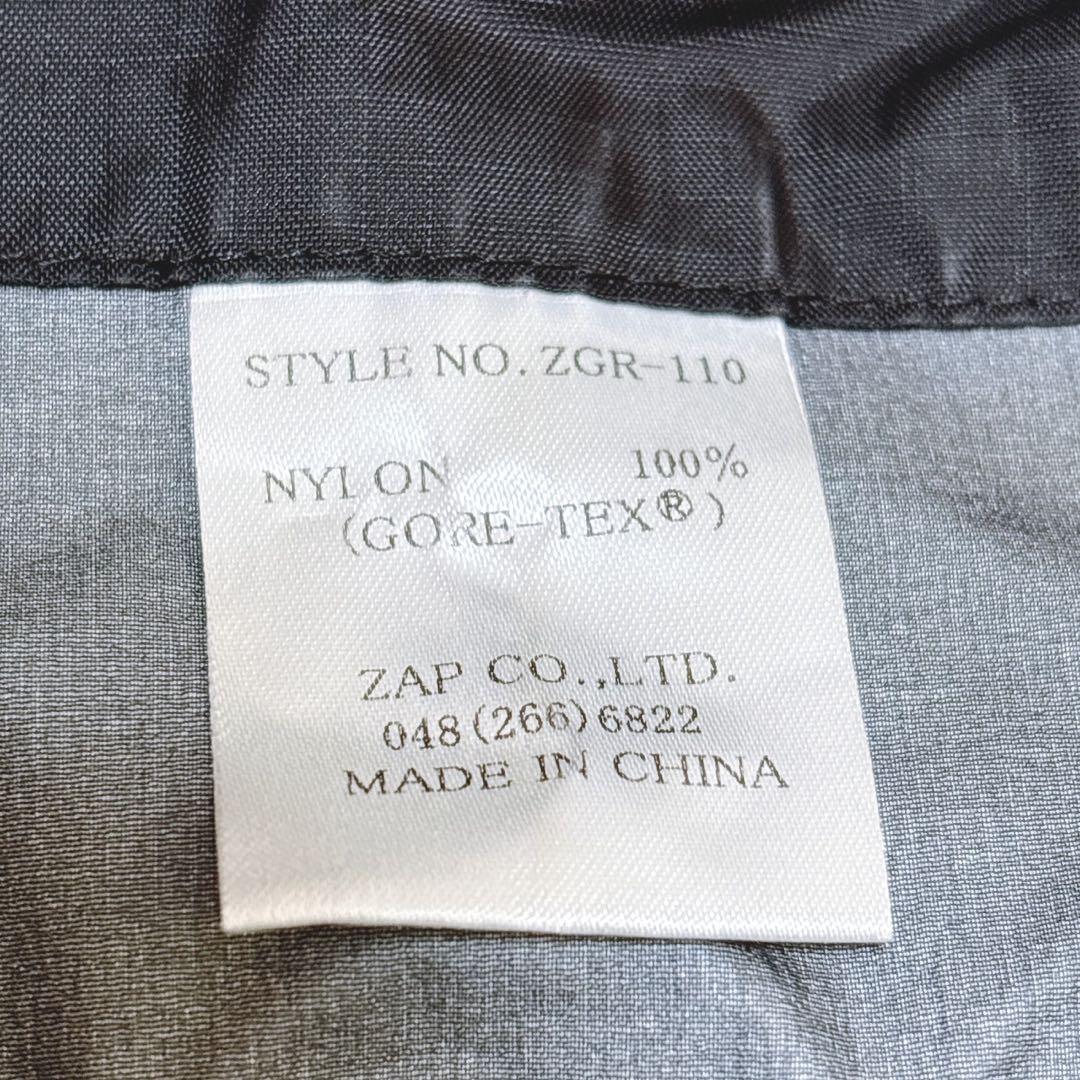 STYLE NO. ZGR-110
NYLON 100%
(GORE-TEX®)
ZAP CO.,LTD.
048(266)6822
MADE IN CHINA